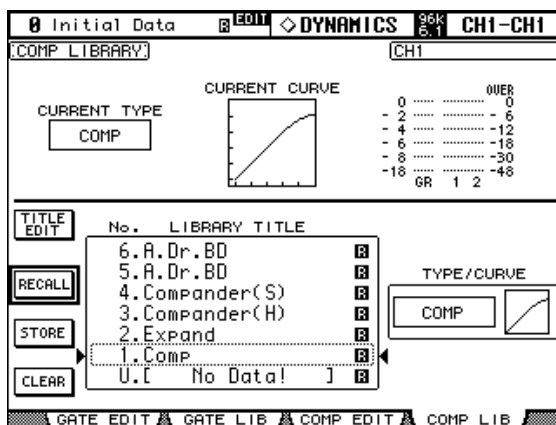 0 Initial Data R EDIT ◇DYNAMICS 96K 6.1 CH1-CH1
COMP LIBRARY CH1
CURRENT TYPE
COMP
CURRENT CURVE
OVER
0 0
-2 -6
-4 -12
-6 -18
-8 -30
-18 -48
GR 1 2
TITLE EDIT
RECALL
STORE
CLEAR
No. LIBRARY TITLE
6.A.Dr.BD R
5.A.Dr.BD R
4.Compander(S) R
3.Compander(H) R
2.Expand R
1.Comp R
U.[ No Data! ] R
TYPE/CURVE
COMP
GATE EDIT GATE LIB COMP EDIT COMP LIB